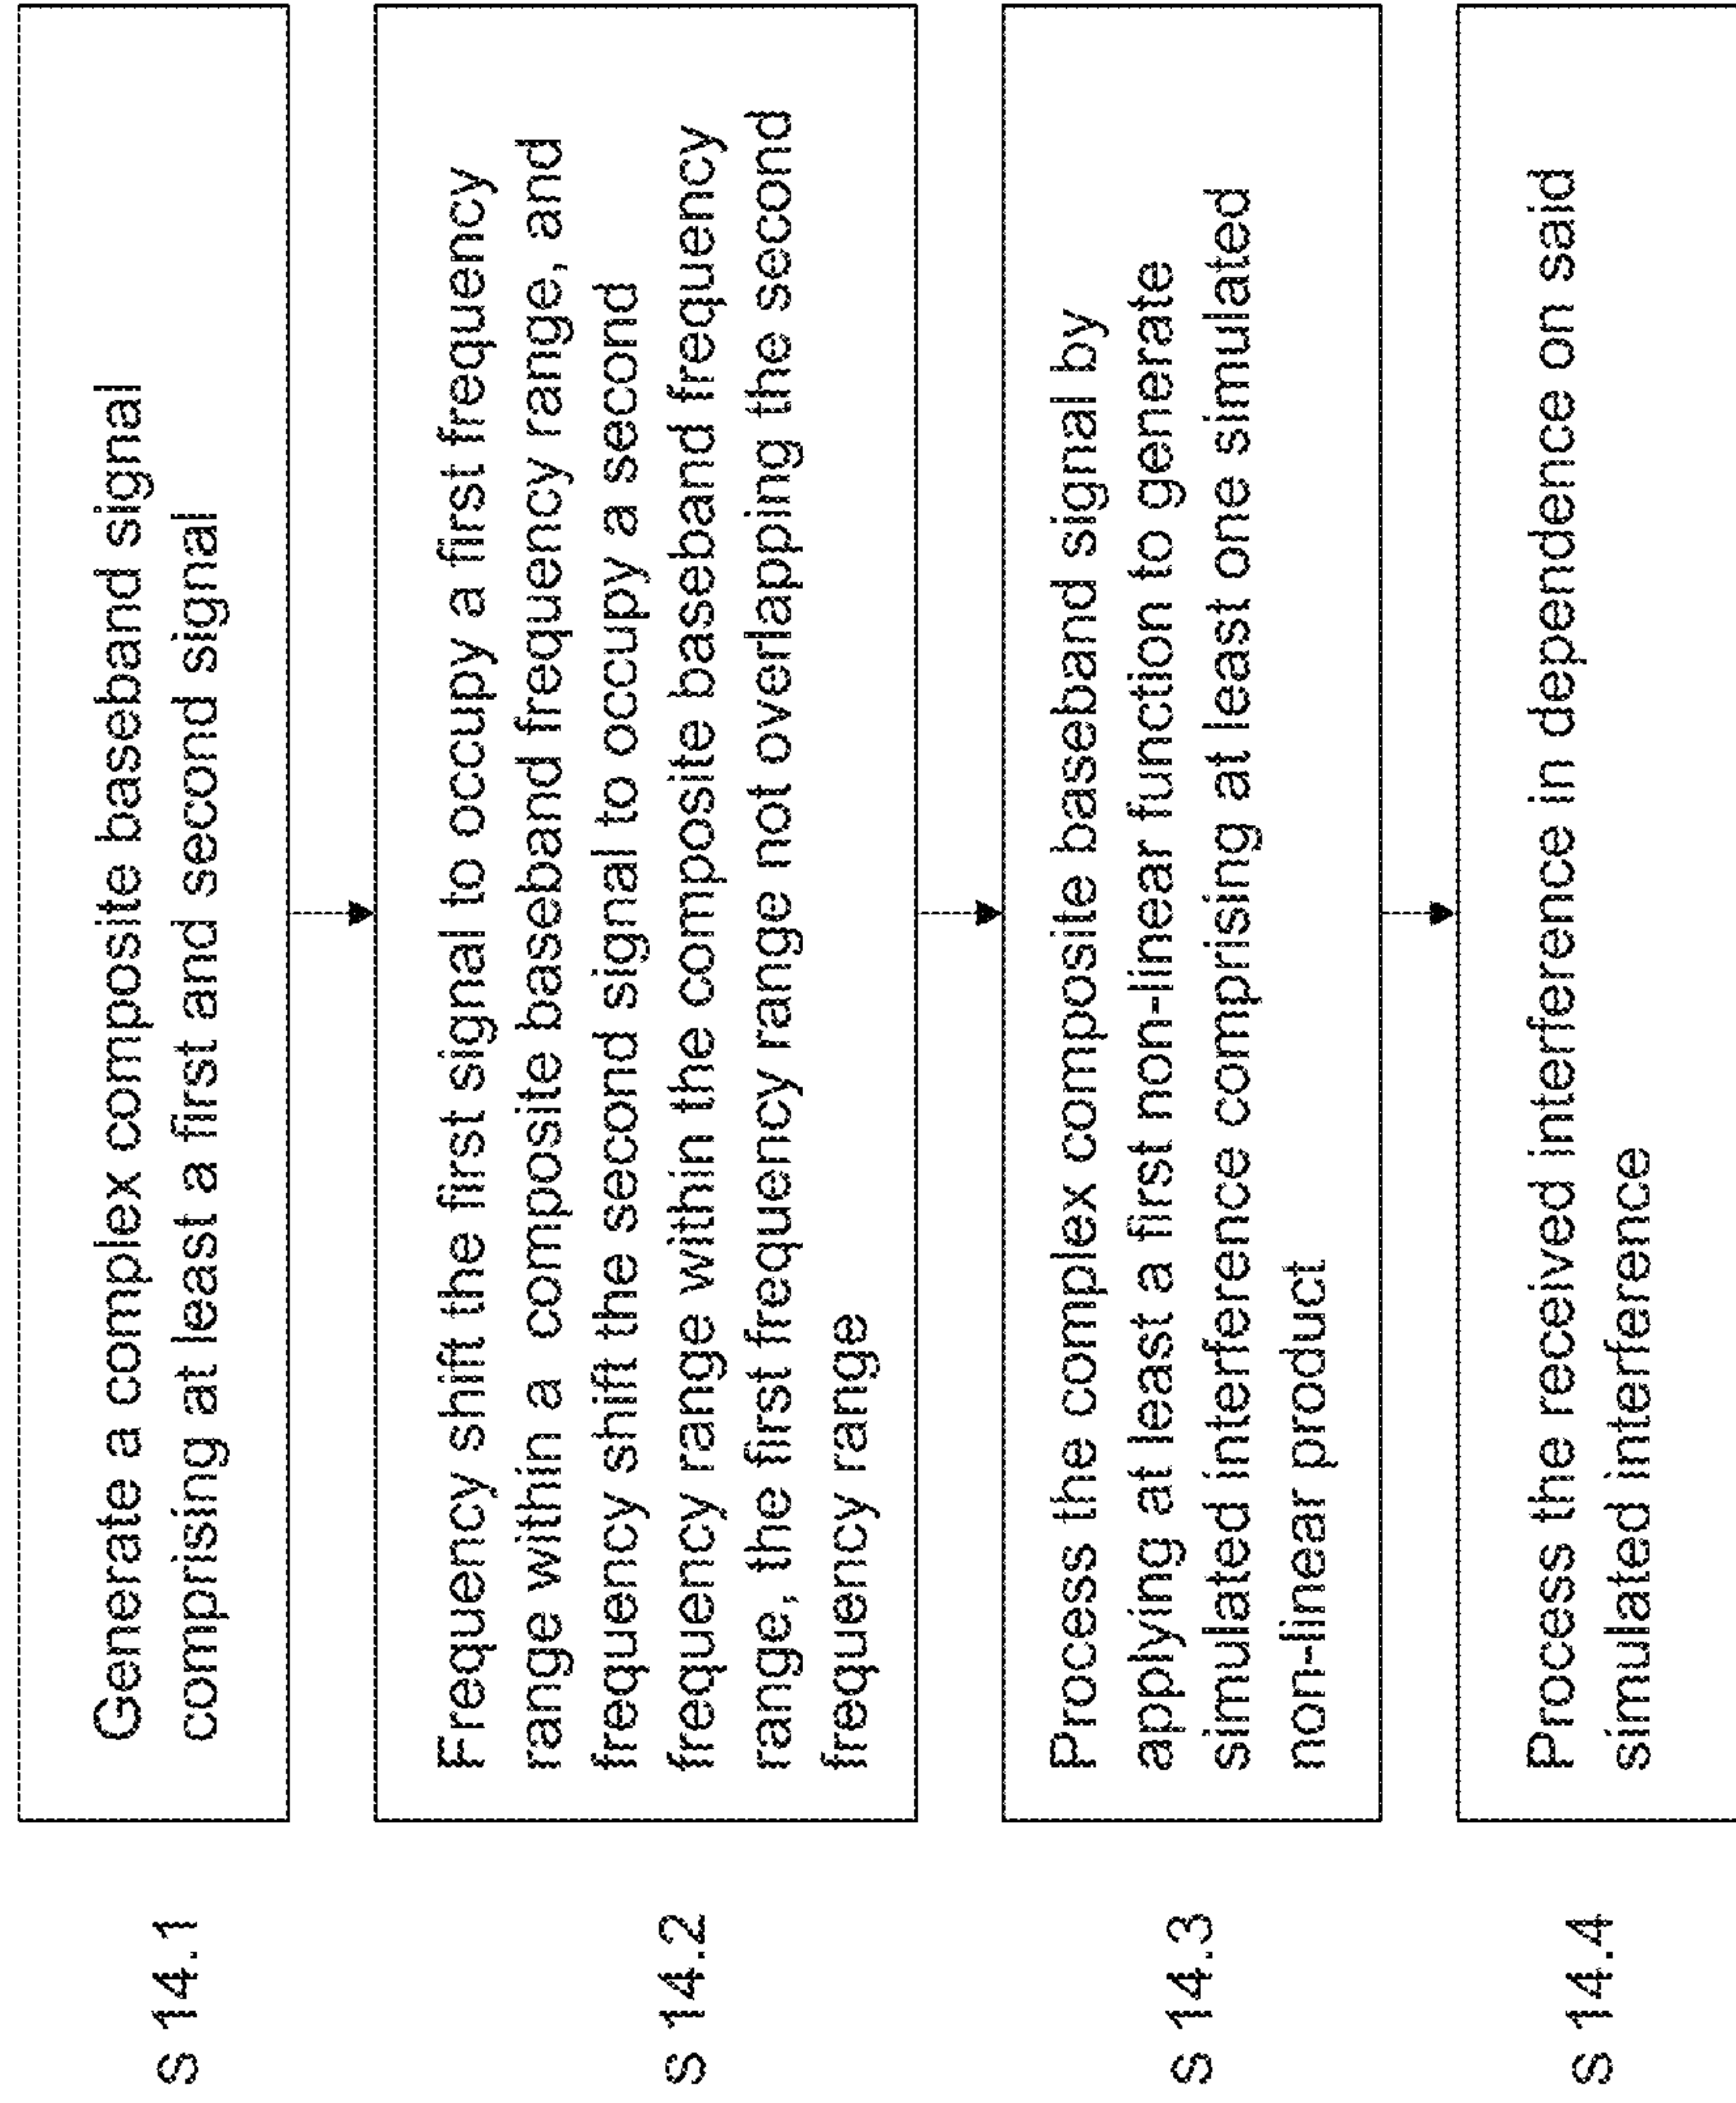 s 14.1
Generate a complex composite baseband signal
comprising at least a first and second signal
s 14.2
Frequency shift the first signal to occupy a first frequency
range within a composite baseband frequency range, and
frequency shift the second signal to occupy a second
frequency range within the composite baseband frequency
range, the first frequency range not overlapping the second
frequency range
s 14.3
Process the complex composite baseband signal by
applying at least a first non-linear function to generate
simulated interference comprising at least one simulated
non-linear product
s 14.4
Process the received interference in dependence on said
simulated interference